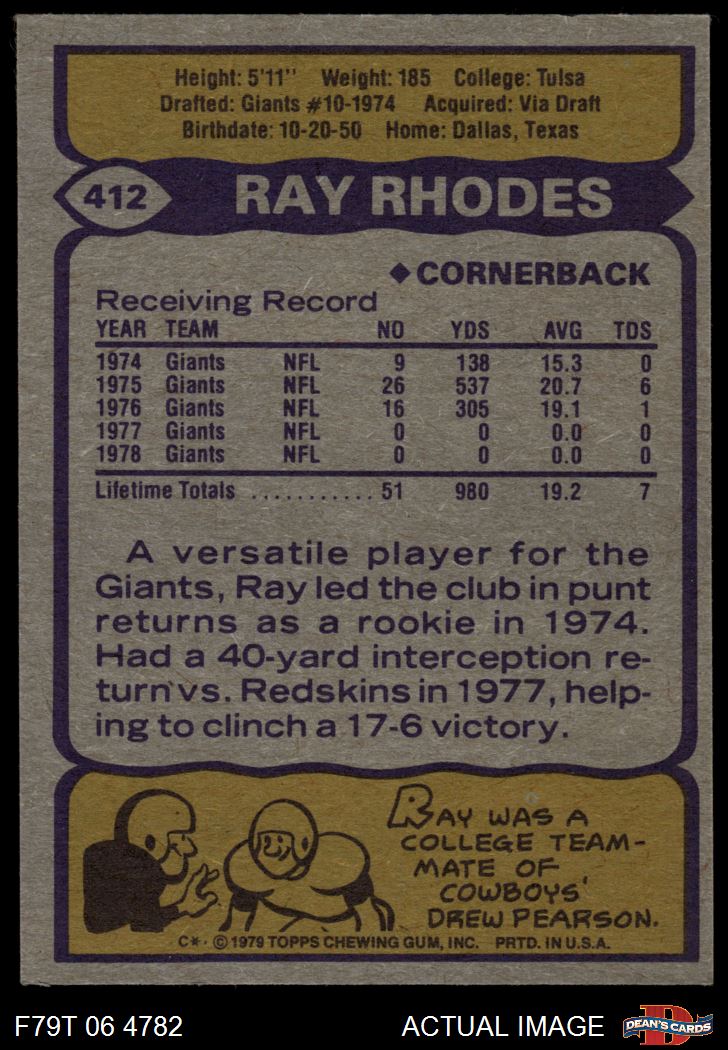 Height: 5'11" Weight: 185 College: Tulsa
Drafted: Giants #10-1974 Acquired: Via Draft
Birthdate: 10-20-50 Home: Dallas, Texas
412 RAY RHODES
◆CORNERBACK
Receiving Record
YEAR TEAM NO YDS AVG TDS
1974 Giants NFL 9 138 15.3 0
1975 Giants NFL 26 537 20.7 6
1976 Giants NFL 16 305 19.1 1
1977 Giants NFL 0 0 0.0 0
1978 Giants NFL 0 0 0.0 0
Lifetime Totals ........... 51 980 19.2 7
A versatile player for the
Giants, Ray led the club in punt
returns as a rookie in 1974.
Had a 40-yard interception re-
turn vs. Redskins in 1977, help-
ing to clinch a 17-6 victory.
RAY WAS A
COLLEGE TEAM-
MATE OF
COWBOYS'
DREW PEARSON.
C*. © 1979 TOPPS CHEWING GUM, INC. PRTD. IN U.S.A.
F79T 06 4782 ACTUAL IMAGE D DEAN'S CARDS